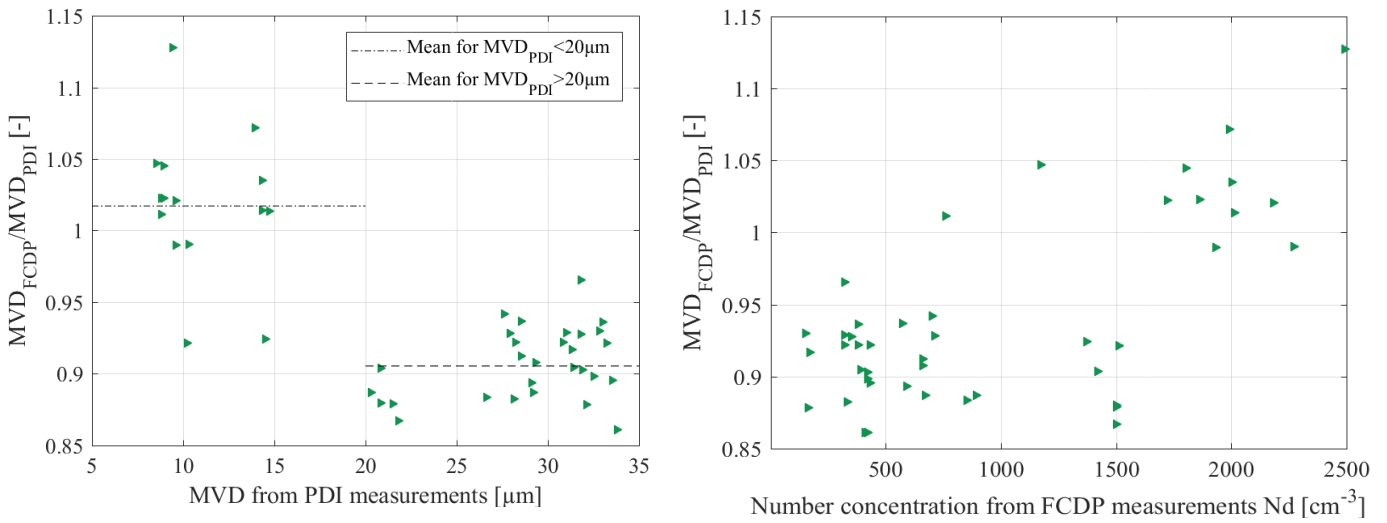 1.15
1.1
1.05
1
0.95
0.9
0.85
MVD_FCDP/MVD_PDI [-]
Mean for MVD_PDI<20μm
Mean for MVD_PDI>20μm
5 10 15 20 25 30 35
MVD from PDI measurements [μm]
1.15
1.1
1.05
1
0.95
0.9
0.85
MVD_FCDP/MVD_PDI [-]
500 1000 1500 2000 2500
Number concentration from FCDP measurements Nd [cm^-3]